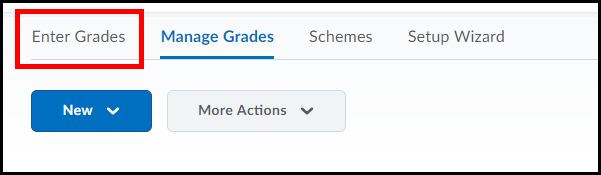 Enter Grades Manage Grades Schemes Setup Wizard
New More Actions